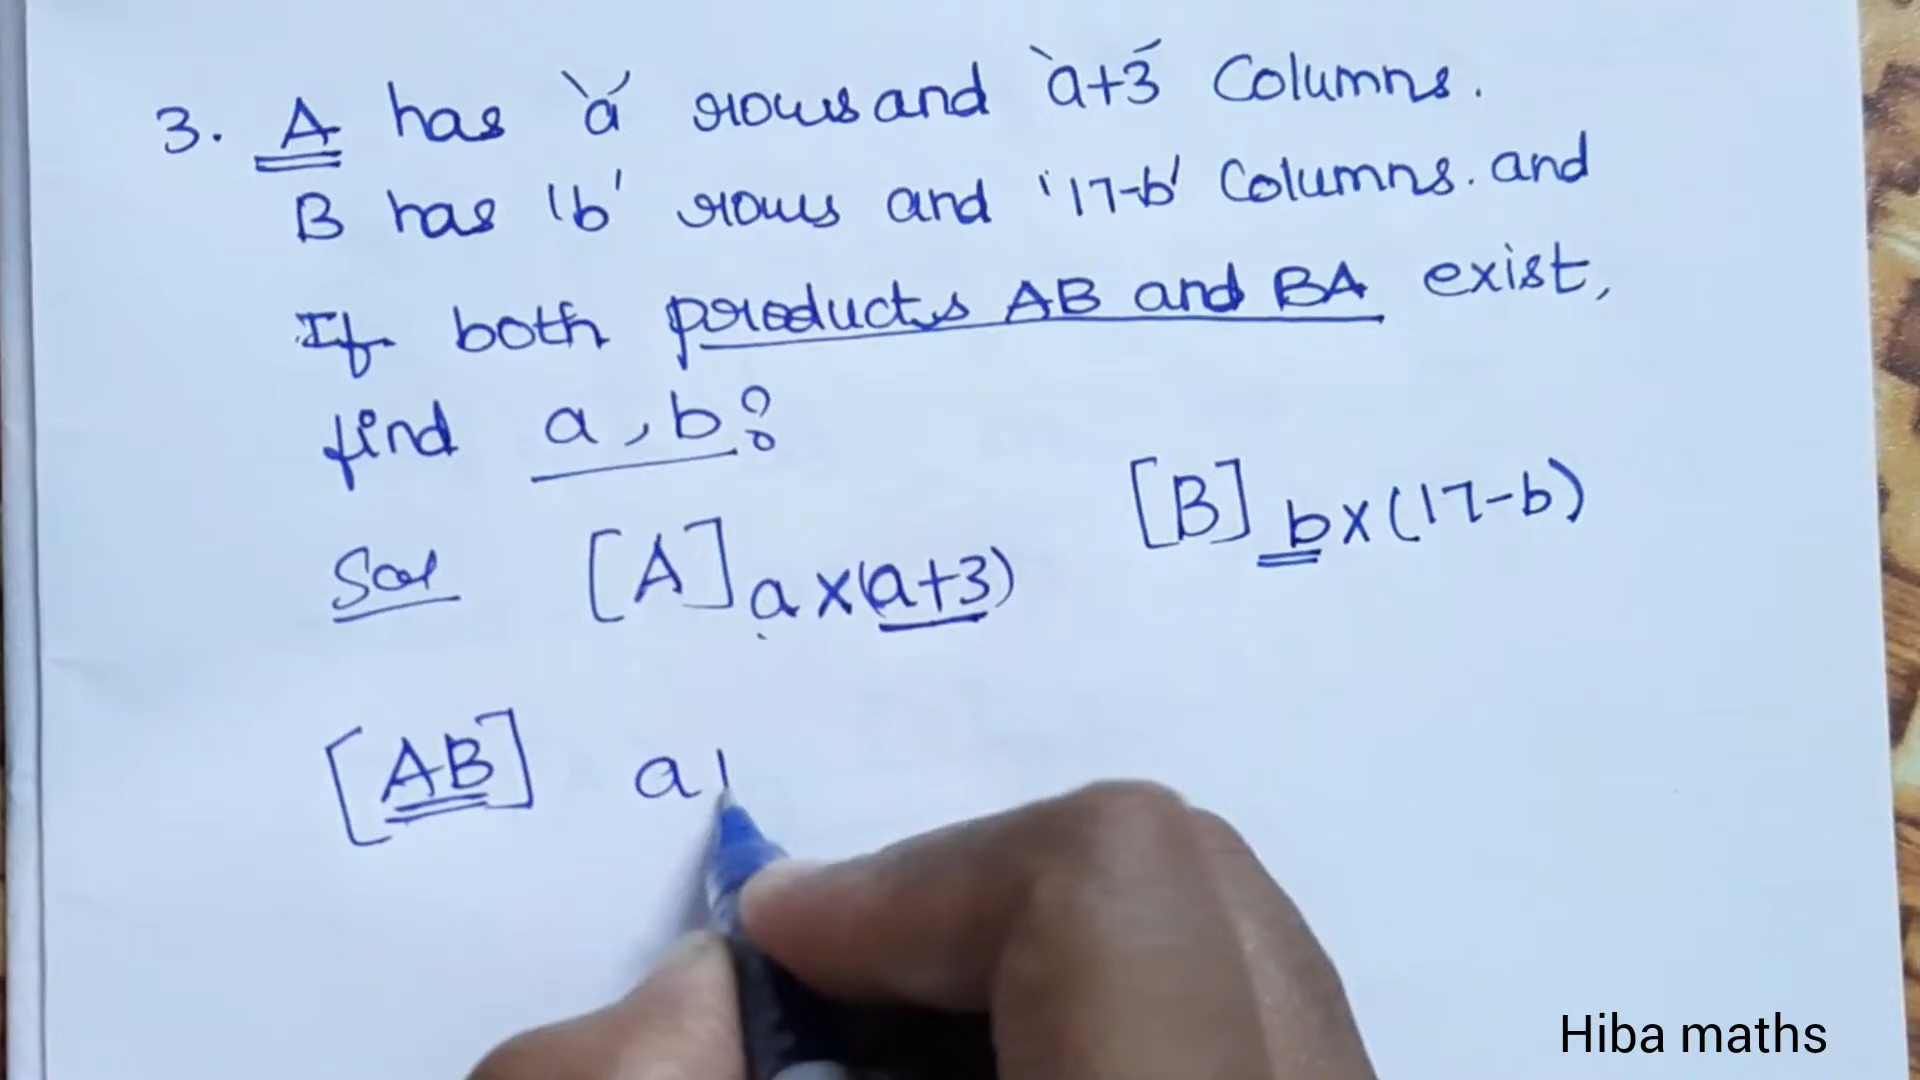 3. A has 'a' rows and 'a+3' Columns.
B has 'b' rows and '17-b' Columns. and
If both products AB and BA exist,
find a, b?
Sol [A] a×(a+3) [B] b×(17-b)
[AB] a
Hiba maths